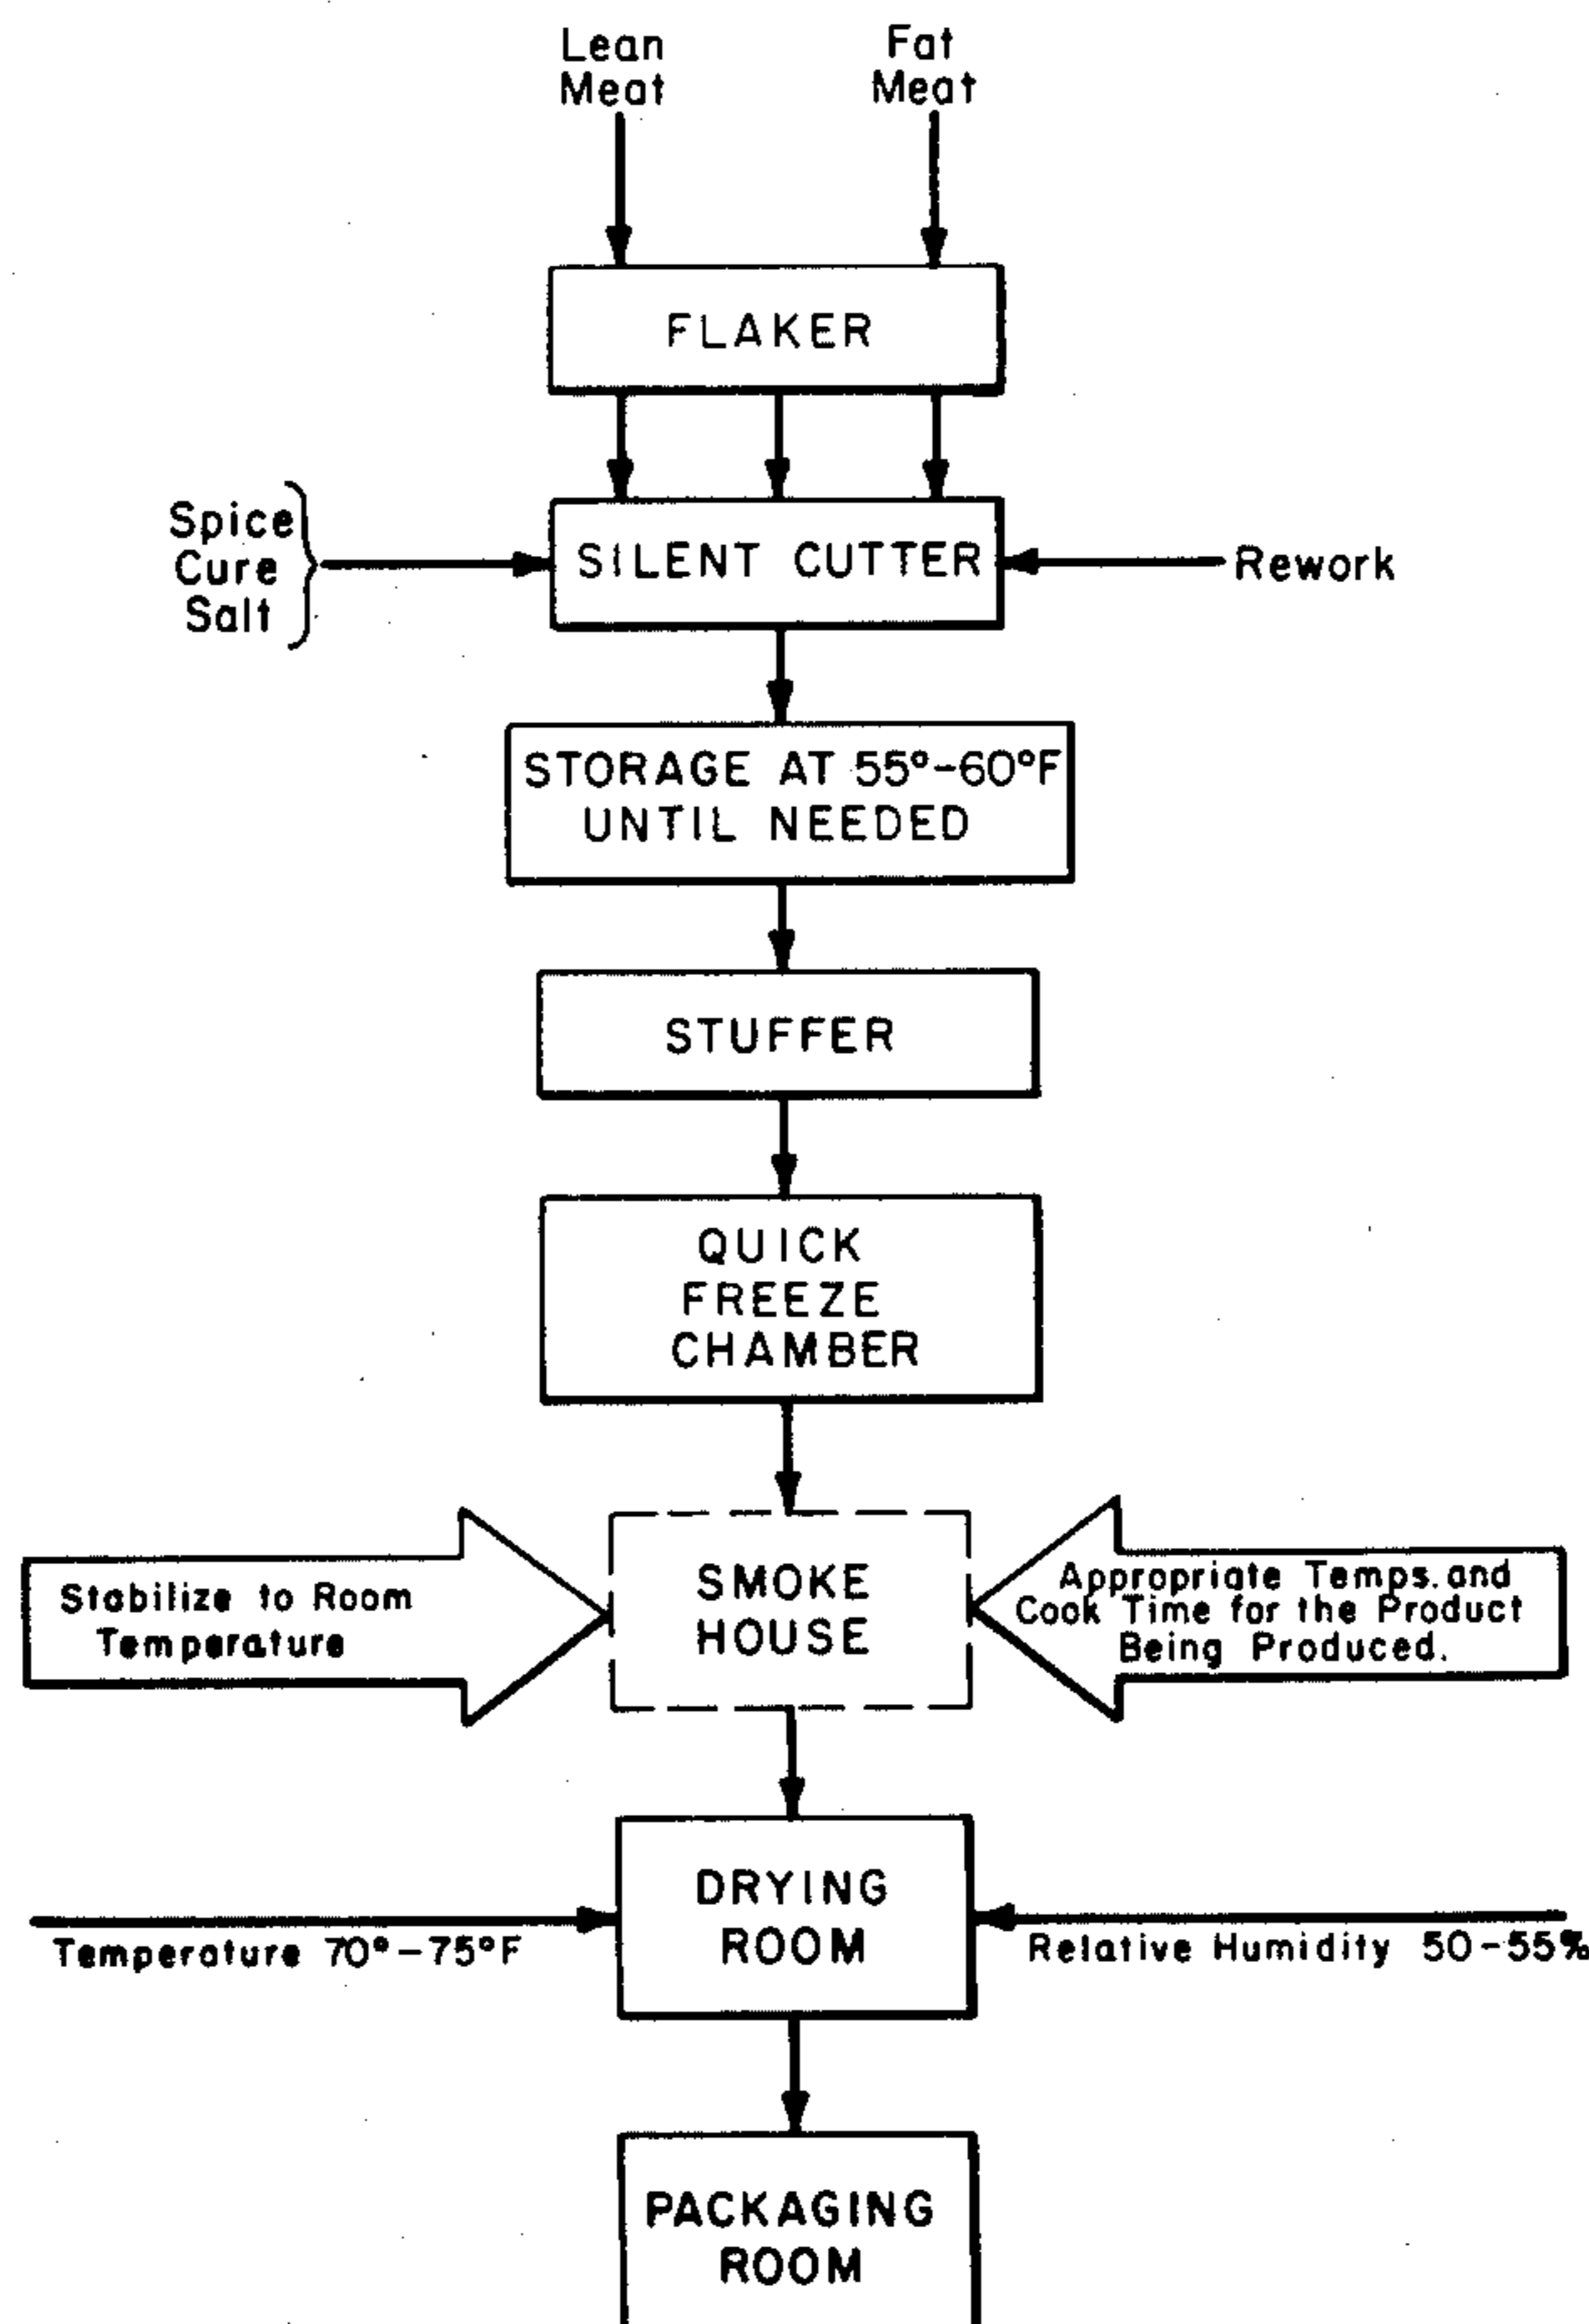 Lean
Meat
Fat
Meat
FLAKER
Spice
Cure
Salt
SILENT CUTTER
Rework
STORAGE AT 55°-60°F
UNTIL NEEDED
STUFFER
QUICK
FREEZE
CHAMBER
Stabilize to Room
Temperature
SMOKE
HOUSE
Appropriate Temps. and
Cook Time for the Product
Being Produced.
DRYING
ROOM
Temperature 70°-75°F
Relative Humidity 50-55%
PACKAGING
ROOM